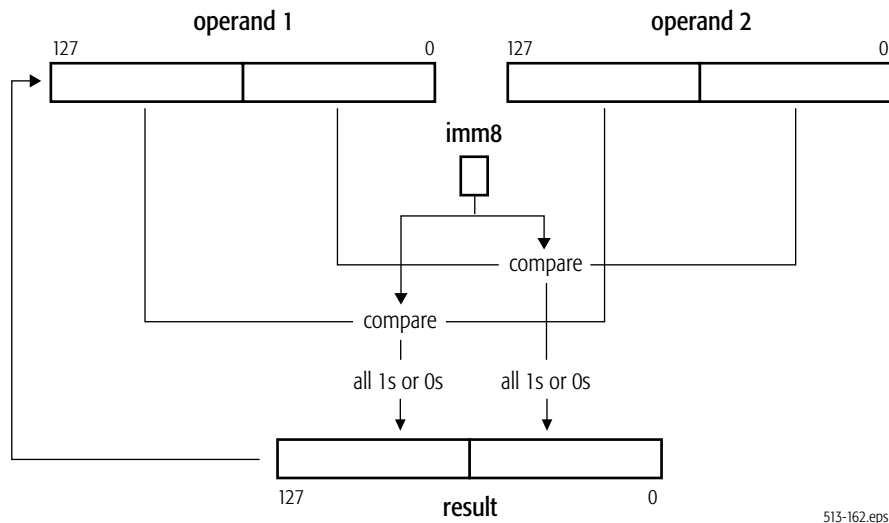 operand 1
operand 2
127
0
127
0
imm8
compare
compare
all 1s or 0s
all 1s or 0s
127
0
result
513-162.eps